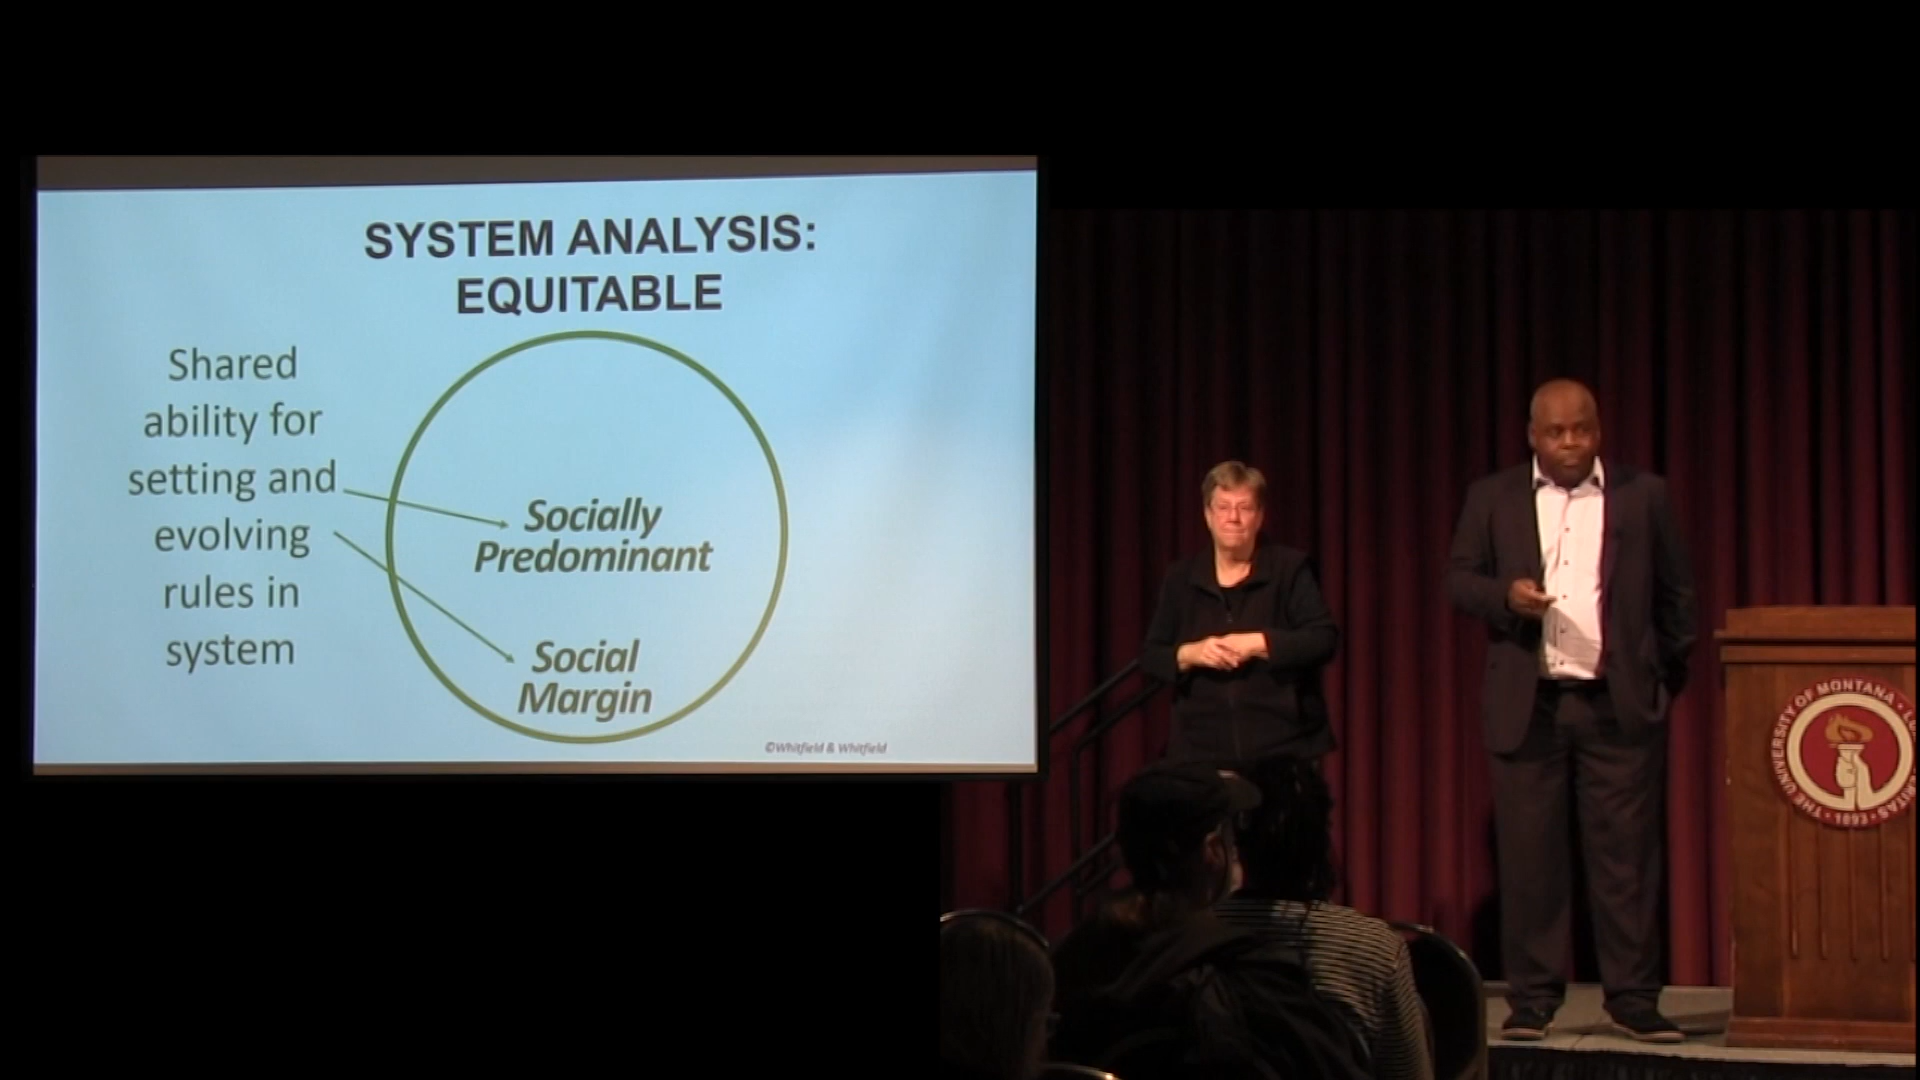 SYSTEM ANALYSIS:
EQUITABLE
Shared
ability for
setting and
evolving
rules in
system
Socially
Predominant
Social
Margin
©Whitfield & Whitfield
THE UNIVERSITY OF MONTANA
1893